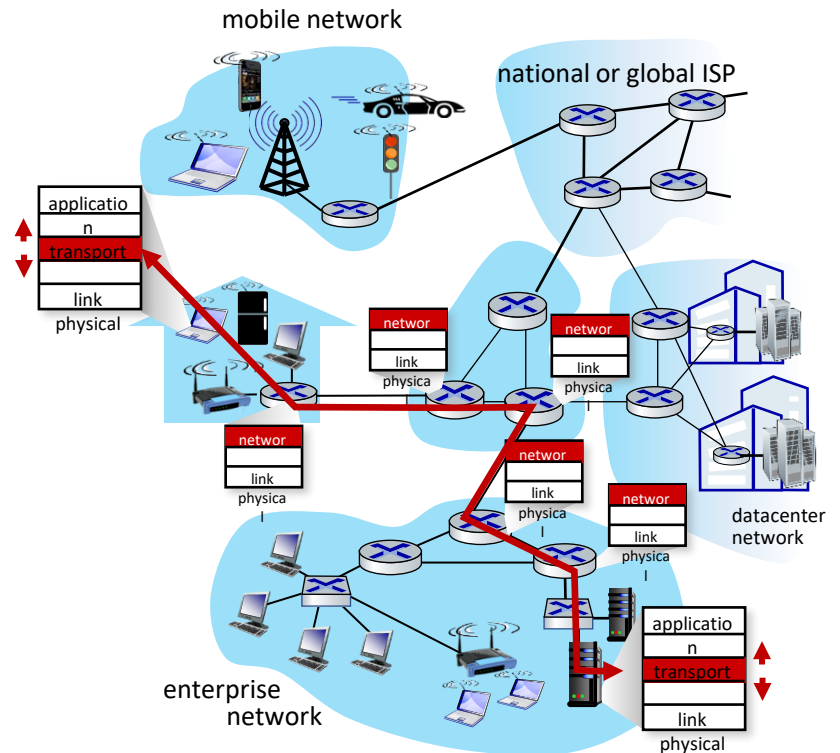 mobile network
national or global ISP
applicatio
n
transport
link
physical
networ
link
physica
l
networ
link
physica
l
networ
link
physica
l
networ
link
physica
l
networ
link
physica
l
datacenter
network
applicatio
n
transport
link
physical
enterprise
network